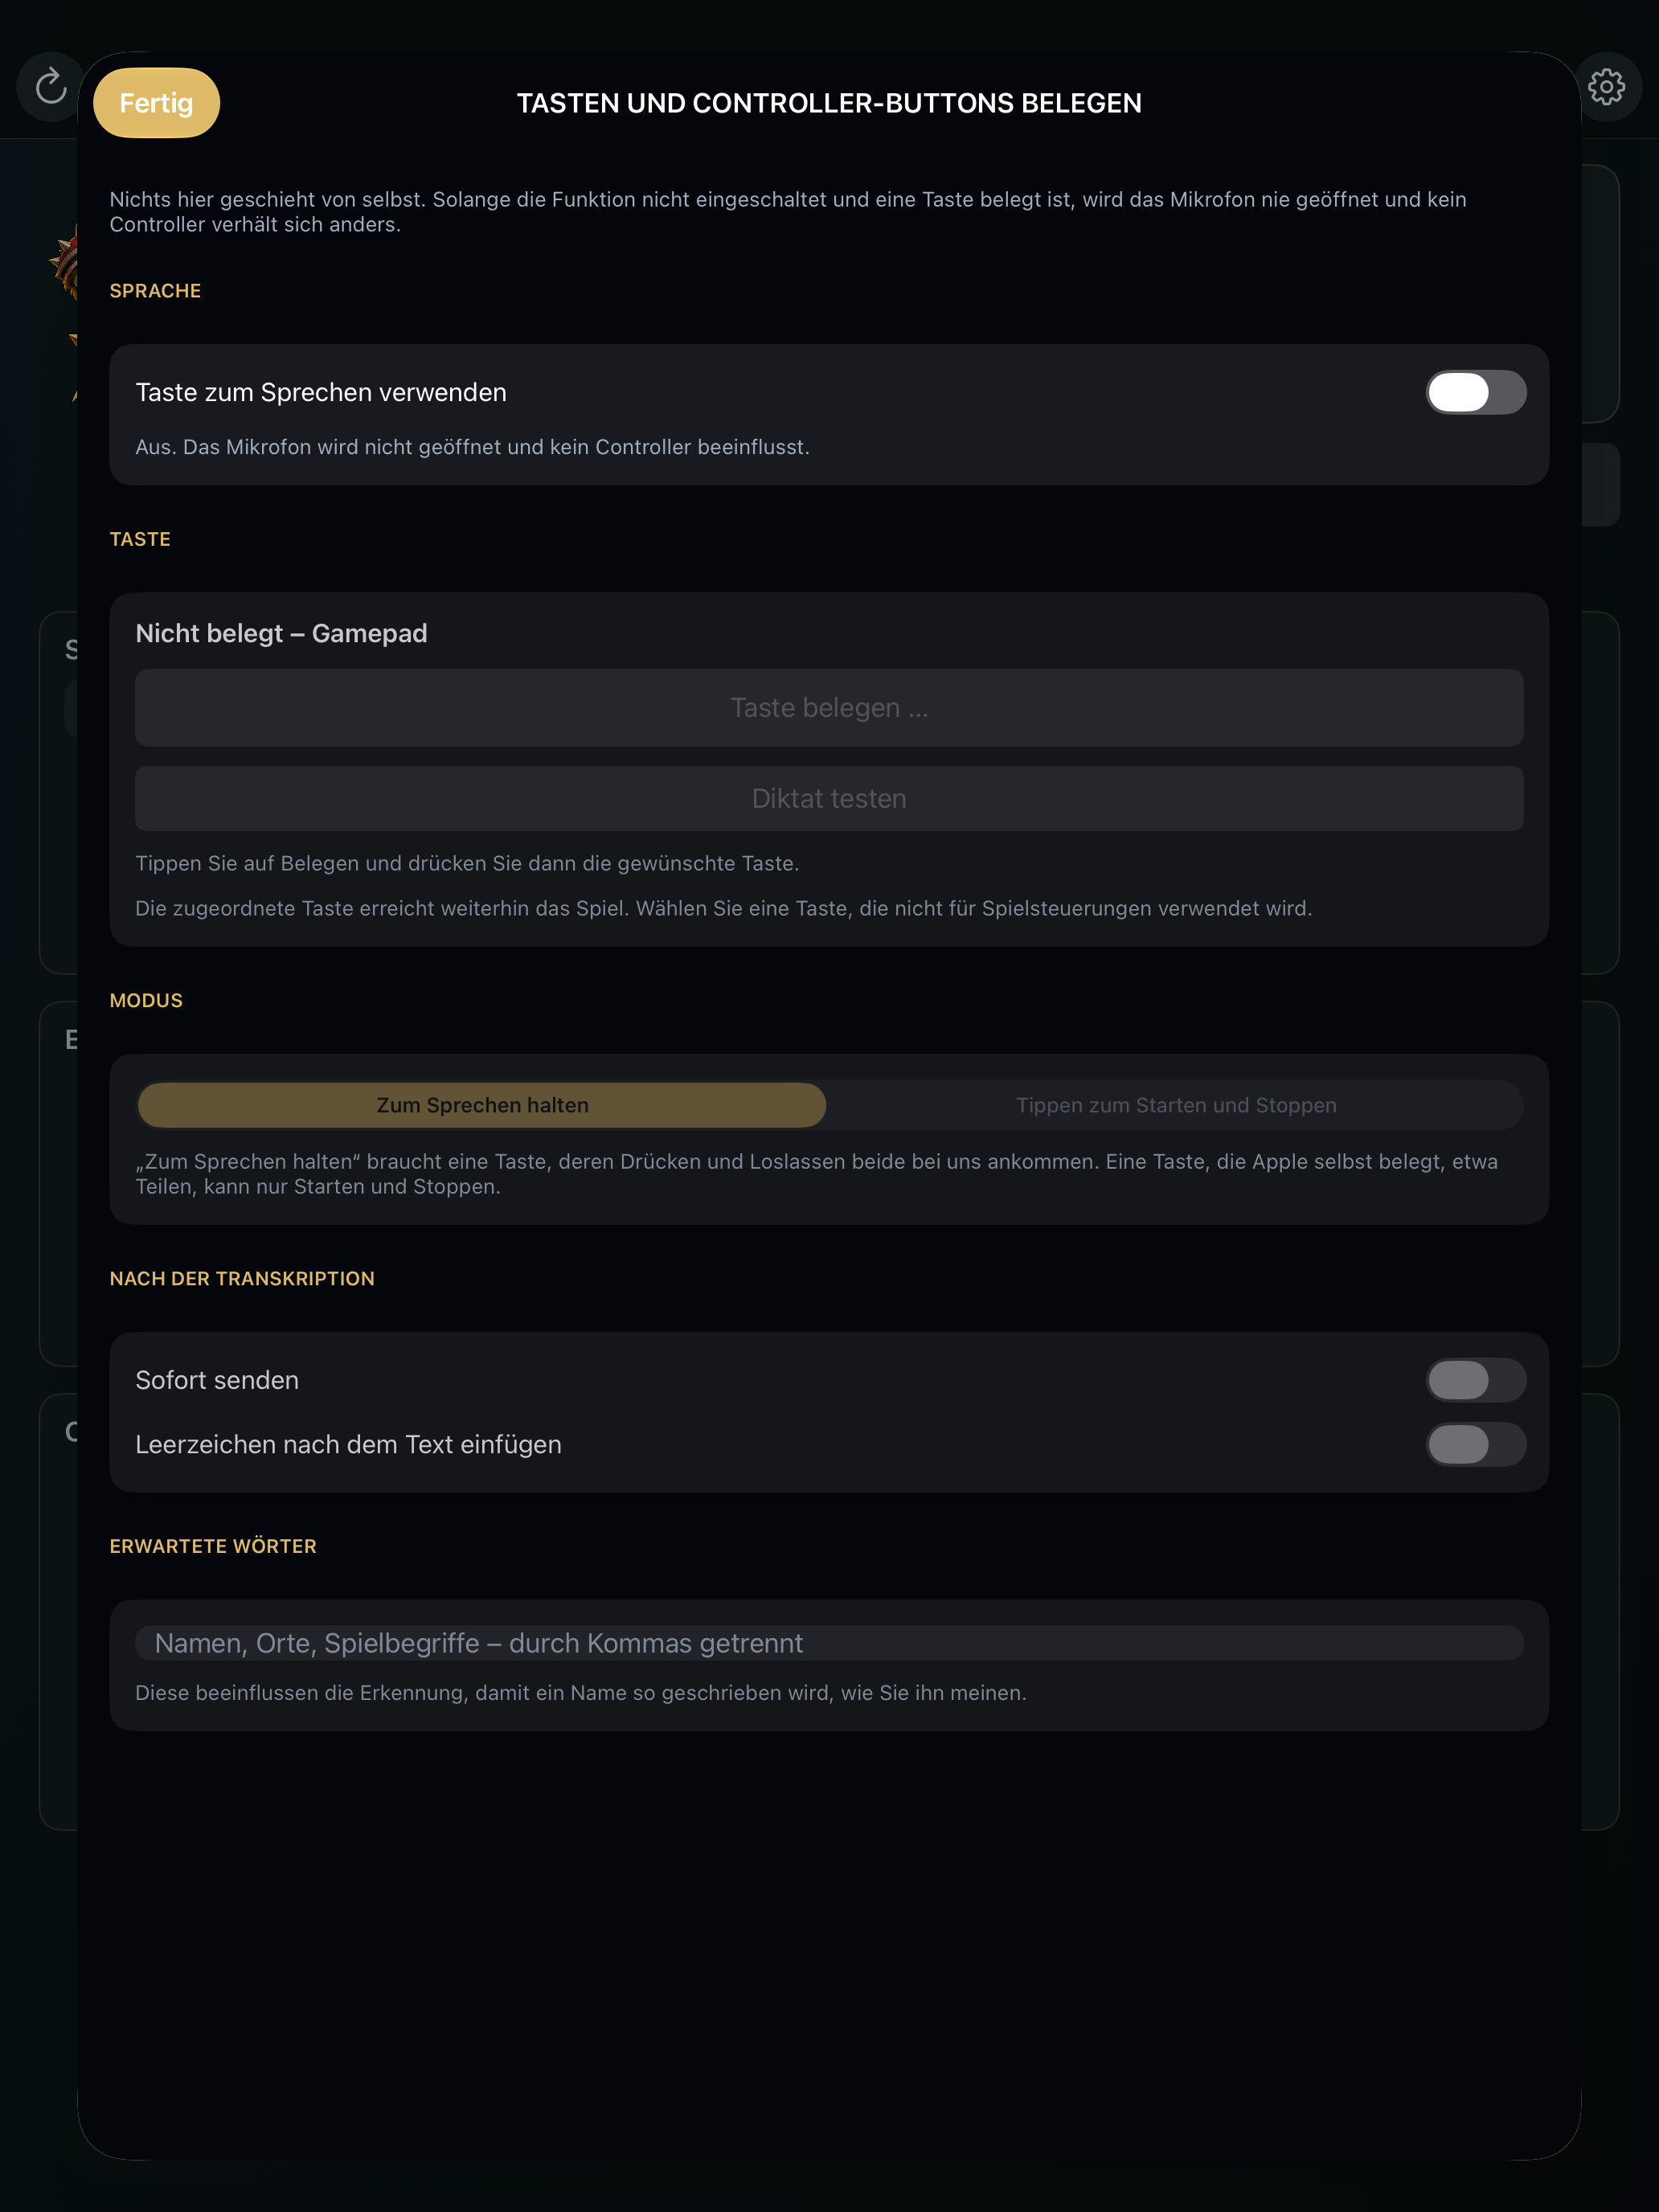 Fertig
TASTEN UND CONTROLLER-BUTTONS BELEGEN
Nichts hier geschieht von selbst. Solange die Funktion nicht eingeschaltet und eine Taste belegt ist, wird das Mikrofon nie geöffnet und kein
Controller verhält sich anders.
SPRACHE
Taste zum Sprechen verwenden
Aus. Das Mikrofon wird nicht geöffnet und kein Controller beeinflusst.
TASTE
Nicht belegt – Gamepad
Taste belegen ...
Diktat testen
Tippen Sie auf Belegen und drücken Sie dann die gewünschte Taste.
Die zugeordnete Taste erreicht weiterhin das Spiel. Wählen Sie eine Taste, die nicht für Spielsteuerungen verwendet wird.
MODUS
Zum Sprechen halten
Tippen zum Starten und Stoppen
„Zum Sprechen halten“ braucht eine Taste, deren Drücken und Loslassen beide bei uns ankommen. Eine Taste, die Apple selbst belegt, etwa
Teilen, kann nur Starten und Stoppen.
NACH DER TRANSKRIPTION
Sofort senden
Leerzeichen nach dem Text einfügen
ERWARTETE WÖRTER
Namen, Orte, Spielbegriffe – durch Kommas getrennt
Diese beeinflussen die Erkennung, damit ein Name so geschrieben wird, wie Sie ihn meinen.